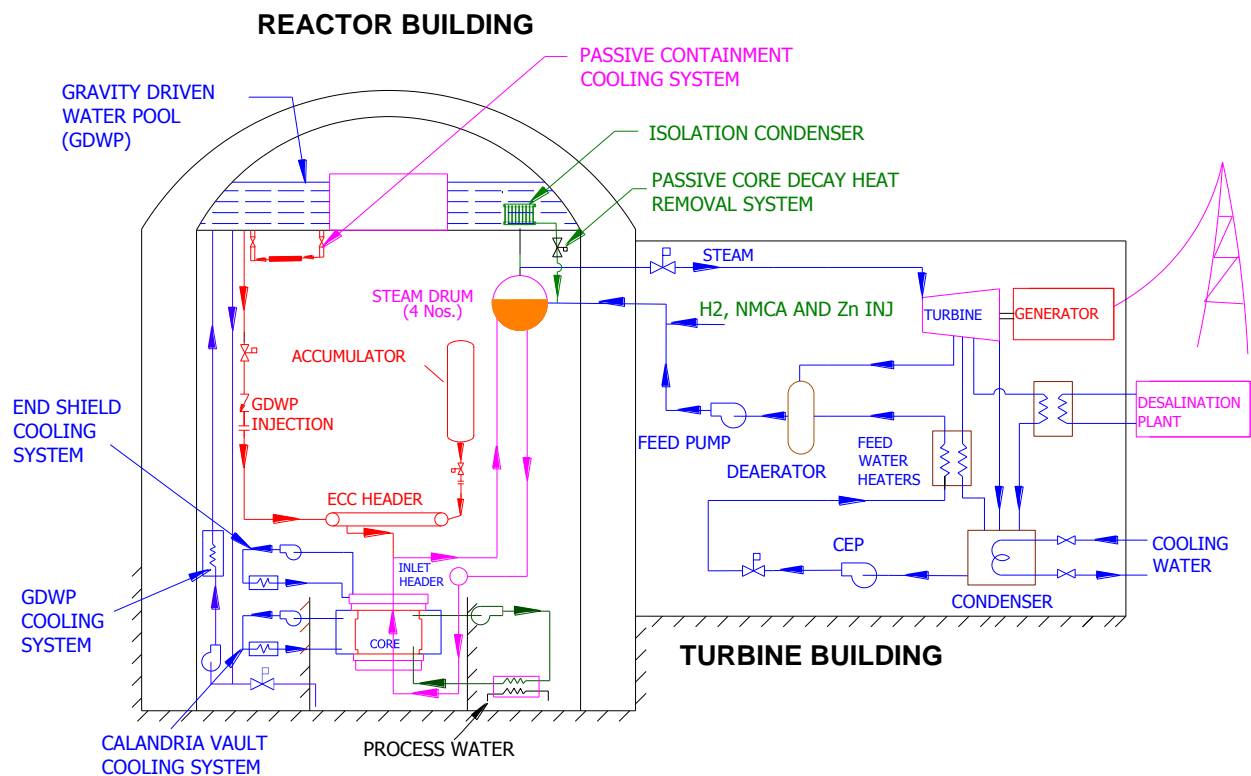 REACTOR BUILDING
PASSIVE CONTAINMENT
COOLING SYSTEM
GRAVITY DRIVEN
WATER POOL
(GDWP)
ISOLATION CONDENSER
PASSIVE CORE DECAY HEAT
REMOVAL SYSTEM
STEAM
STEAM DRUM
(4 Nos.)
H2, NMCA AND Zn INJ
TURBINE
GENERATOR
ACCUMULATOR
END SHIELD
COOLING
SYSTEM
GDWP
INJECTION
FEED PUMP
DEAERATOR
FEED
WATER
HEATERS
DESALINATION
PLANT
ECC HEADER
INLET
HEADER
CEP
COOLING
WATER
CONDENSER
GDWP
COOLING
SYSTEM
CORE
TURBINE BUILDING
CALANDRIA VAULT
COOLING SYSTEM
PROCESS WATER